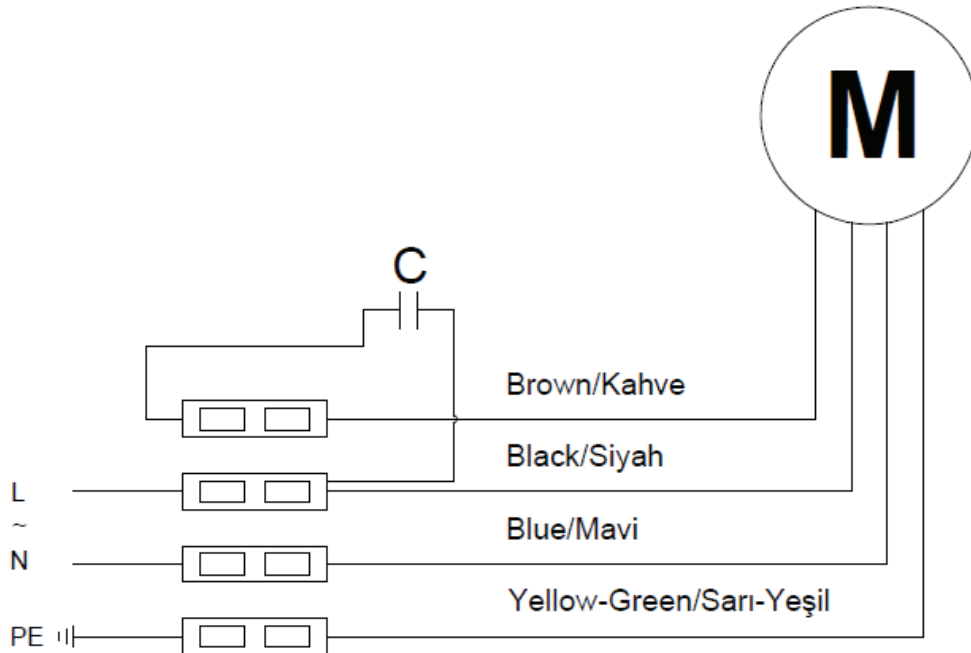 M
C
Brown/Kahve
Black/Siyah
L
~
Blue/Mavi
N
Yellow-Green/Sarı-Yeşil
PE